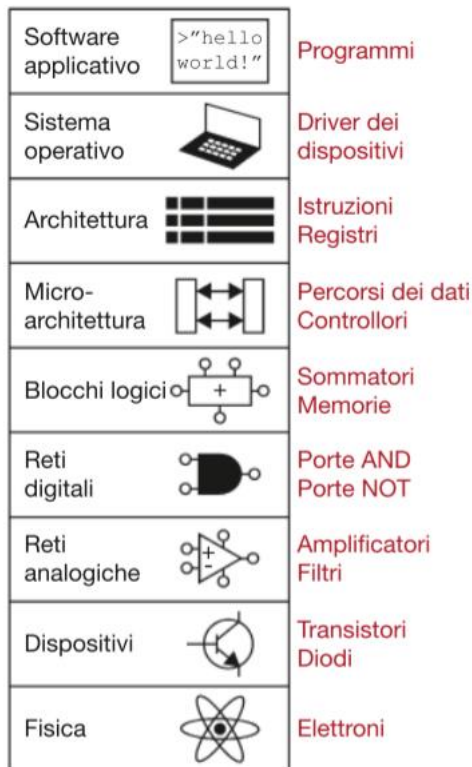 Software
applicativo
>"hello
world!"
Programmi
Sistema
operativo
Driver dei
dispositivi
Architettura
Istruzioni
Registri
Micro-
architettura
Percorsi dei dati
Controllori
Blocchi logici
+
Sommatori
Memorie
Reti
digitali
Porte AND
Porte NOT
Reti
analogiche
+
-
Amplificatori
Filtri
Dispositivi
Transistori
Diodi
Fisica
Elettroni